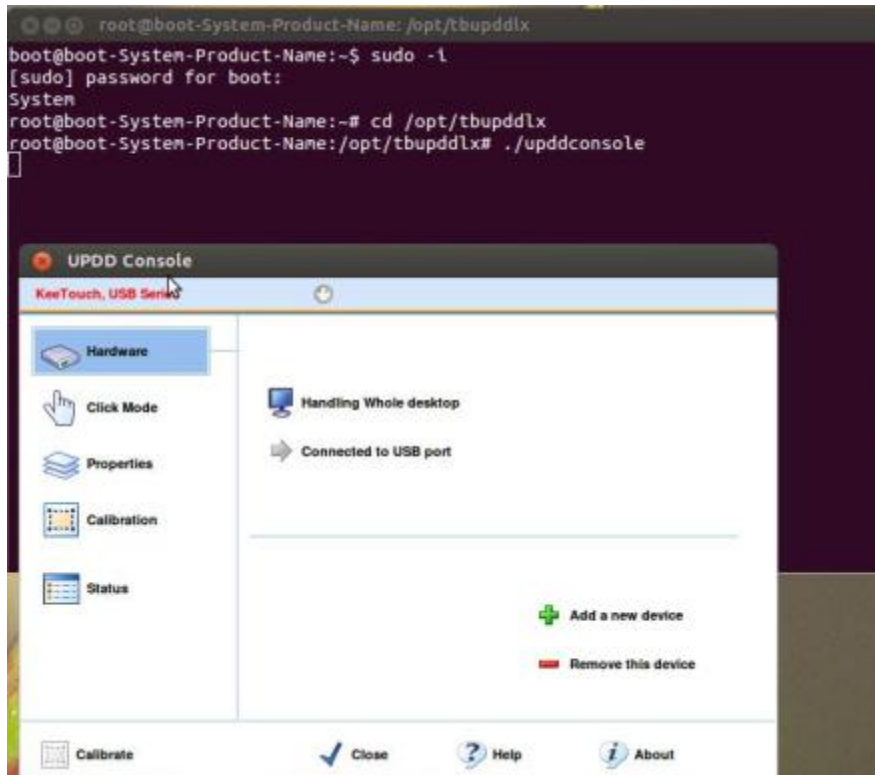 root@boot-System-Product-Name: /opt/tbupddlx
boot@boot-System-Product-Name:~$ sudo -i
[sudo] password for boot:
System
root@boot-System-Product-Name:~# cd /opt/tbupddlx
root@boot-System-Product-Name:/opt/tbupddlx# ./upddconsole
UPDD Console
KeeTouch, USB
Hardware
Click Mode
Handling Whole desktop
Properties
Connected to USB port
Calibration
Status
Add a new device
Remove this device
Calibrate
Close
Help
About